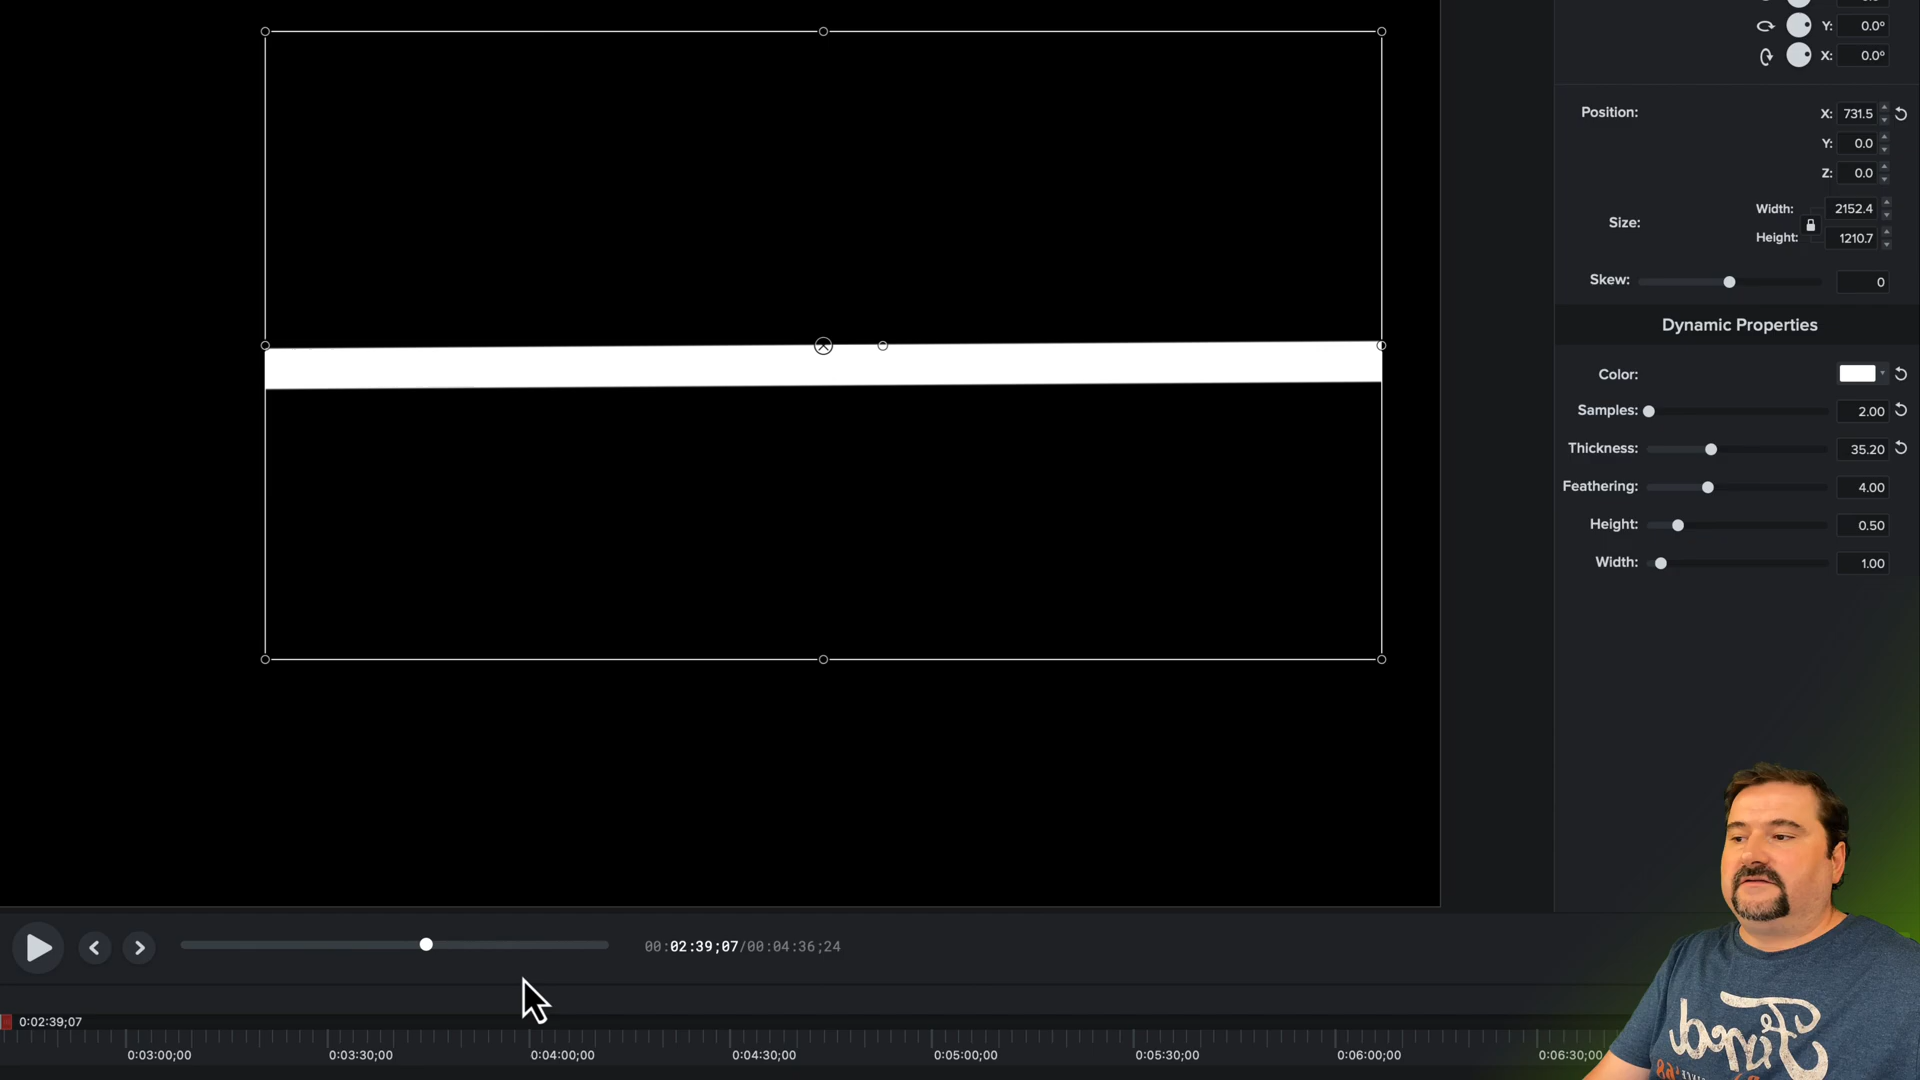 Y: 0.0°
X: 0.0°
Position: X: 731.5
Y: 0.0
Z: 0.0
Size: Width: 2152.4
Height: 1210.7
Skew: 0
Dynamic Properties
Color:
Samples: 2.00
Thickness: 35.20
Feathering: 4.00
Height: 0.50
Width: 1.00
00:02:39;07/00:04:36;24
0:02:39;07
0:03:00;00 0:03:30;00 0:04:00;00 0:04:30;00 0:05:00;00 0:05:30;00 0:06:00;00 0:06:30;00